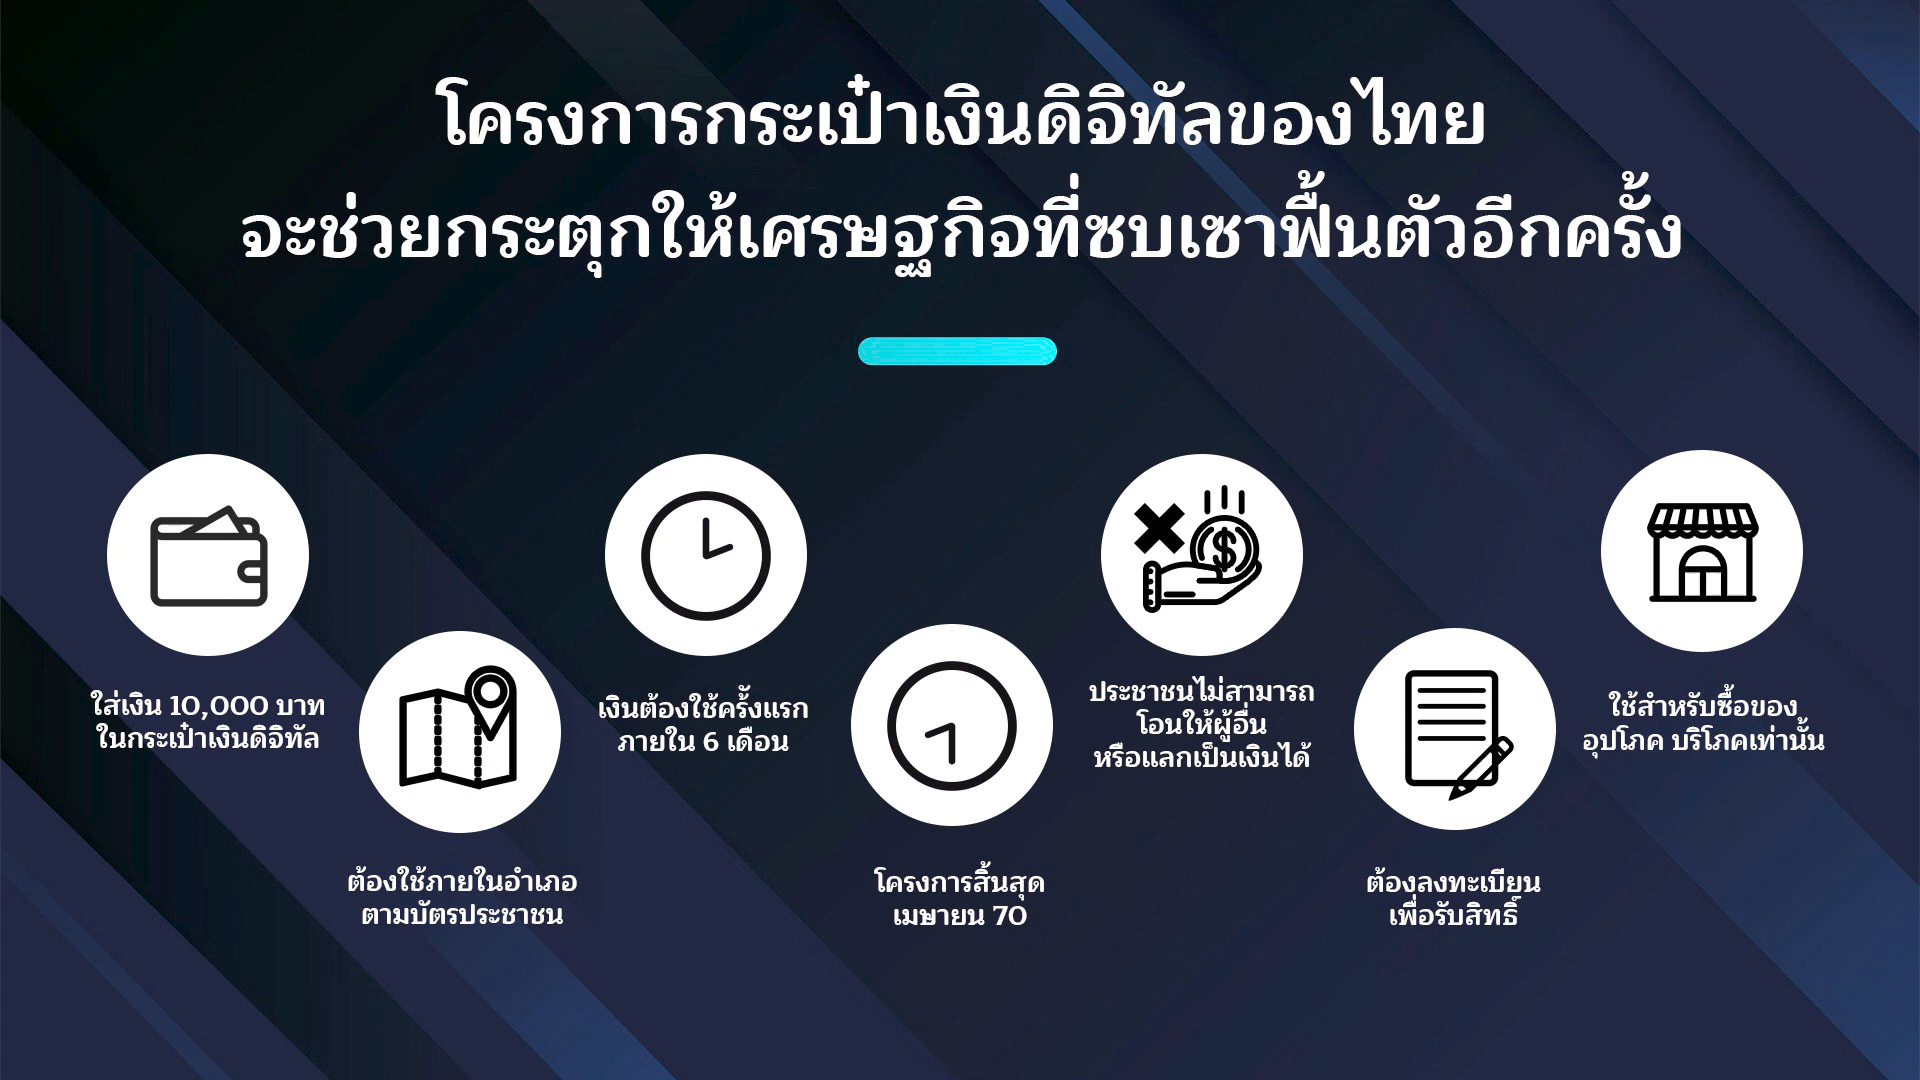 โครงการกระเป๋าเงินดิจิทัลของไทย
จะช่วยกระตุกให้เศรษฐกิจที่ซบเซาฟื้นตัวอีกครั้ง
ใส่เงิน 10,000 บาท
ในกระเป๋าเงินดิจิทัล
ต้องใช้ภายในอำเภอ
ตามบัตรประชาชน
เงินต้องใช้ครั้งแรก
ภายใน 6 เดือน
โครงการสิ้นสุด
เมษายน 70
ประชาชนไม่สามารถ
โอนให้ผู้อื่น
หรือแลกเป็นเงินได้
ต้องลงทะเบียน
เพื่อรับสิทธิ์
ใช้สำหรับซื้อของ
อุปโภค บริโภคเท่านั้น